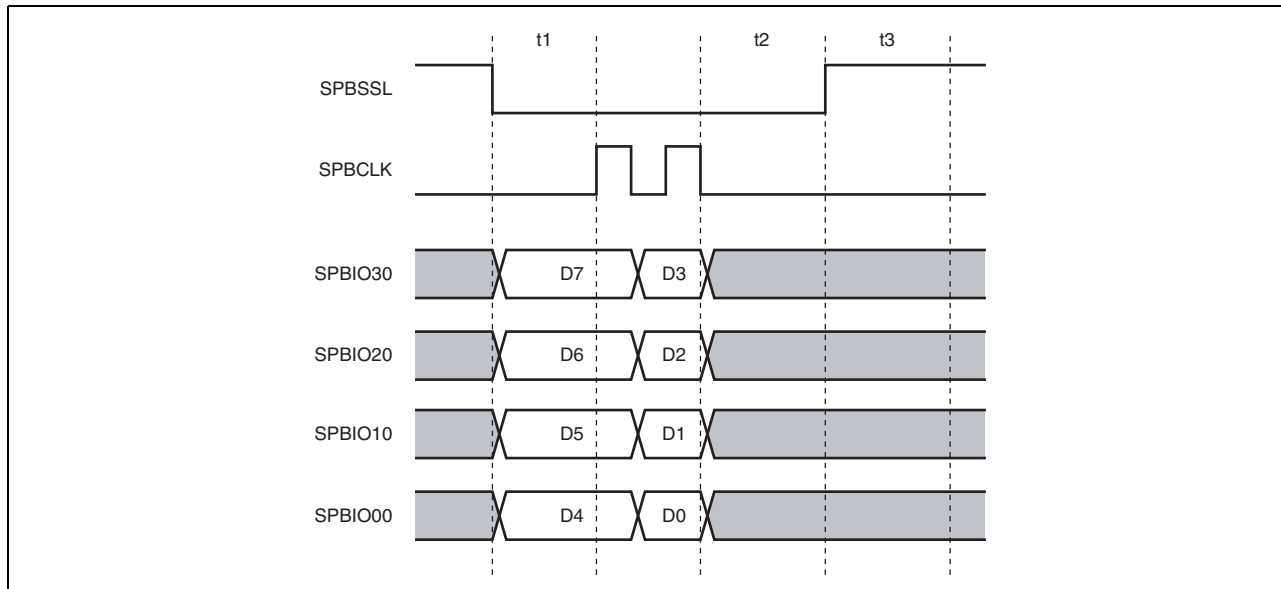 t1 t2 t3
SPBSSL
SPBCLK
SPBIO30 D7 D3
SPBIO20 D6 D2
SPBIO10 D5 D1
SPBIO00 D4 D0